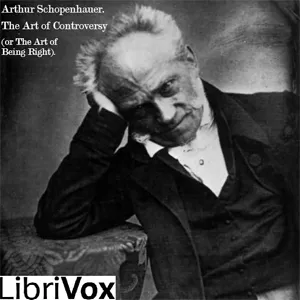 Arthur Schopenhauer.
The Art of Controversy
(or The Art of
Being Right).
LibriVox